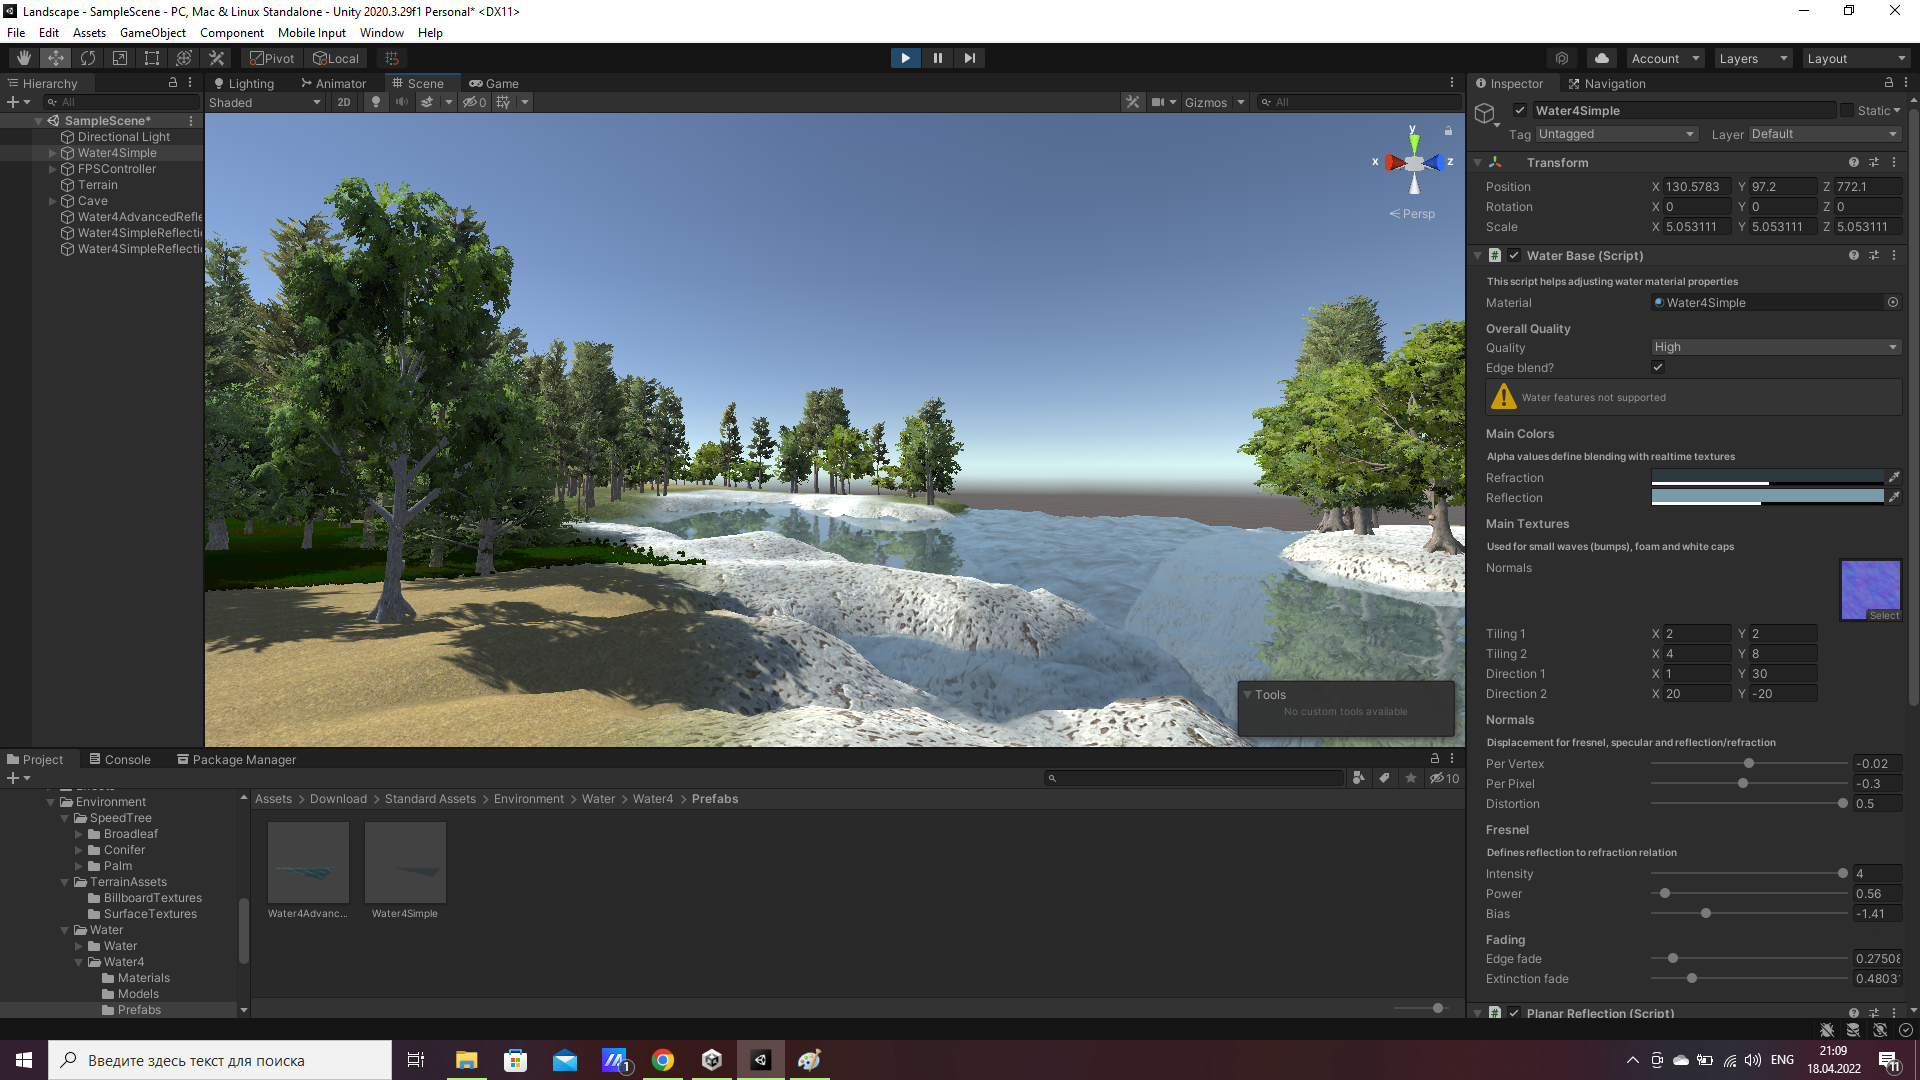 Landscape - SampleScene - PC, Mac & Linux Standalone - Unity 2020.3.29f1 Personal* <DX11>
File Edit Assets GameObject Component Mobile Input Window Help
Pivot Local Account Layers Layout
Hierarchy
All
SampleScene*
Directional Light
Water4Simple
FPSController
Terrain
Cave
Water4AdvancedRefle
Water4SimpleReflecti
Water4SimpleReflecti
Lighting Animator Scene Game
Shaded 2D 0 Gizmos All
y
x z
Persp
Tools
No custom tools available
Inspector Navigation
Water4Simple Static
Tag Untagged Layer Default
Transform
Position X 130.5783 Y 97.2 Z 772.1
Rotation X 0 Y 0 Z 0
Scale X 5.053111 Y 5.053111 Z 5.053111
# Water Base (Script)
This script helps adjusting water material properties
Material Water4Simple
Overall Quality
Quality High
Edge blend?
Water features not supported
Main Colors
Alpha values define blending with realtime textures
Refraction
Reflection
Main Textures
Used for small waves (bumps), foam and white caps
Normals
Select
Tiling 1 X 2 Y 2
Tiling 2 X 4 Y 8
Direction 1 X 1 Y 30
Direction 2 X 20 Y -20
Normals
Displacement for fresnel, specular and reflection/refraction
Per Vertex -0.02
Per Pixel -0.3
Distortion 0.5
Fresnel
Defines reflection to refraction relation
Intensity 4
Power 0.56
Bias -1.41
Fading
Edge fade 0.27508
Extinction fade 0.4803
# Planar Reflection (Script)
Project Console Package Manager
10
Environment
SpeedTree
Broadleaf
Conifer
Palm
TerrainAssets
BillboardTextures
SurfaceTextures
Water
Water
Water4
Materials
Models
Prefabs
Assets > Download > Standard Assets > Environment > Water > Water4 > Prefabs
Water4Advanc... Water4Simple
Введите здесь текст для поиска
1
ENG
21:09
18.04.2022
11